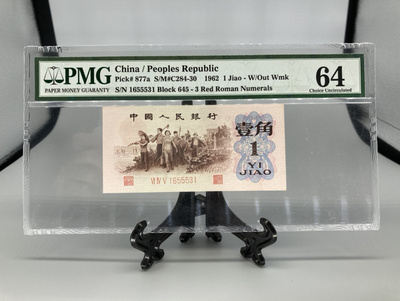 PMG
PAPER MONEY GUARANTY
China / Peoples Republic
Pick# 877a S/M#C284-30 1962 1 Jiao - W/Out Wmk
S/N 1655531 Block 645 - 3 Red Roman Numerals
64
Choice Uncirculated
中国人民银行
壹角
1
YI
JIAO
VI IV V 1655531